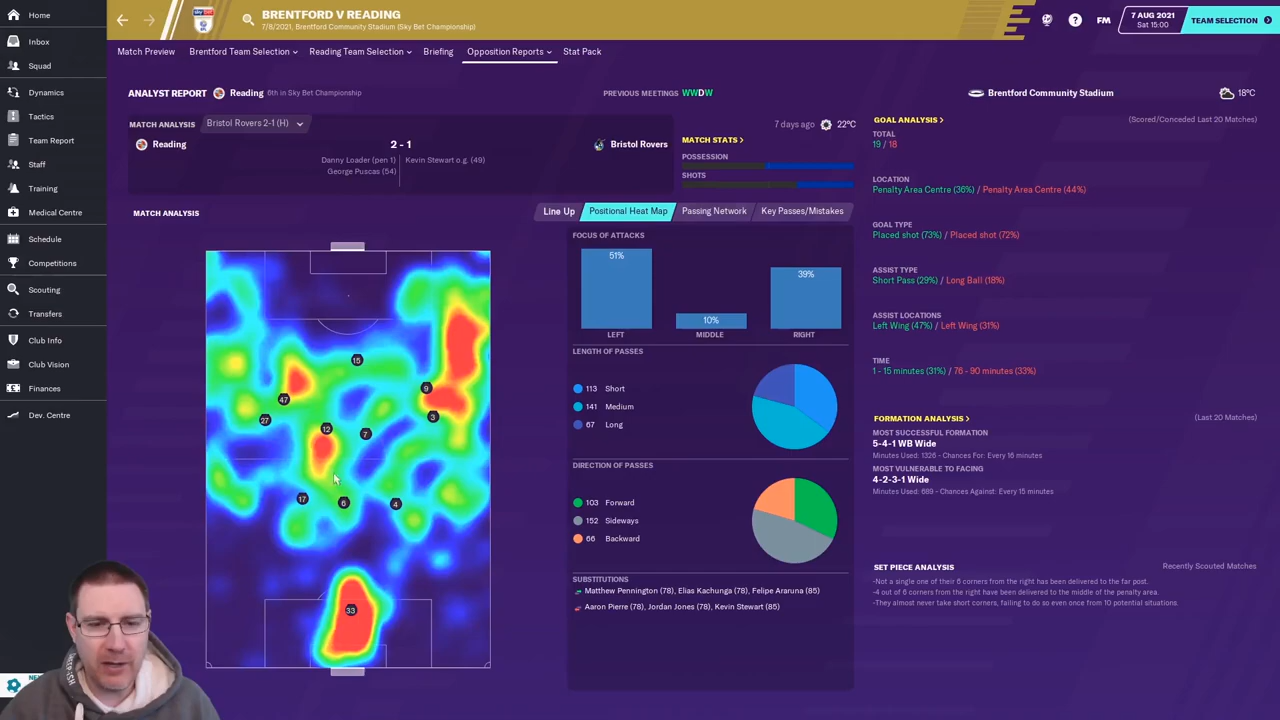 Home
Inbox
Squad
Dynamics
Tactics
Team Report
Staff
Training
Medical Centre
Schedule
Competitions
Scouting
Transfers
Club Info
Club Vision
Finances
Dev. Centre
BRENTFORD V READING
7/8/2021, Brentford Community Stadium (Sky Bet Championship)
FM
7 AUG 2021
Sat 15:00
TEAM SELECTION
Match Preview
Brentford Team Selection
Reading Team Selection
Briefing
Opposition Reports
Stat Pack
ANALYST REPORT
Reading 6th in Sky Bet Championship
PREVIOUS MEETINGS WWDW
Brentford Community Stadium
18°C
MATCH ANALYSIS
Bristol Rovers 2-1 (H)
7 days ago 22°C
Reading
2 - 1
Bristol Rovers
Danny Loader (pen 1)
George Puscas (54)
Kevin Stewart o.g. (49)
MATCH STATS >
POSSESSION
SHOTS
MATCH ANALYSIS
Line Up
Positional Heat Map
Passing Network
Key Passes/Mistakes
15
9
47
3
27
12
7
17
6
4
33
FOCUS OF ATTACKS
51%
10%
39%
LEFT
MIDDLE
RIGHT
LENGTH OF PASSES
113 Short
141 Medium
67 Long
DIRECTION OF PASSES
103 Forward
152 Sideways
66 Backward
SUBSTITUTIONS
Matthew Pennington (78), Elias Kachunga (78), Felipe Araruna (85)
Aaron Pierre (78), Jordan Jones (78), Kevin Stewart (85)
GOAL ANALYSIS >
(Scored/Conceded Last 20 Matches)
TOTAL
19 / 18
LOCATION
Penalty Area Centre (36%) / Penalty Area Centre (44%)
GOAL TYPE
Placed shot (73%) / Placed shot (72%)
ASSIST TYPE
Short Pass (29%) / Long Ball (18%)
ASSIST LOCATIONS
Left Wing (47%) / Left Wing (31%)
TIME
1 - 15 minutes (31%) / 76 - 90 minutes (33%)
FORMATION ANALYSIS >
(Last 20 Matches)
MOST SUCCESSFUL FORMATION
5-4-1 WB Wide
Minutes Used: 1326 - Chances For: Every 16 minutes
MOST VULNERABLE TO FACING
4-2-3-1 Wide
Minutes Used: 689 - Chances Against: Every 15 minutes
SET PIECE ANALYSIS
Recently Scouted Matches
-Not a single one of their 6 corners from the right has been delivered to the far post.
-4 out of 6 corners from the right have been delivered to the middle of the penalty area.
-They almost never take short corners, failing to do so even once from 10 potential situations